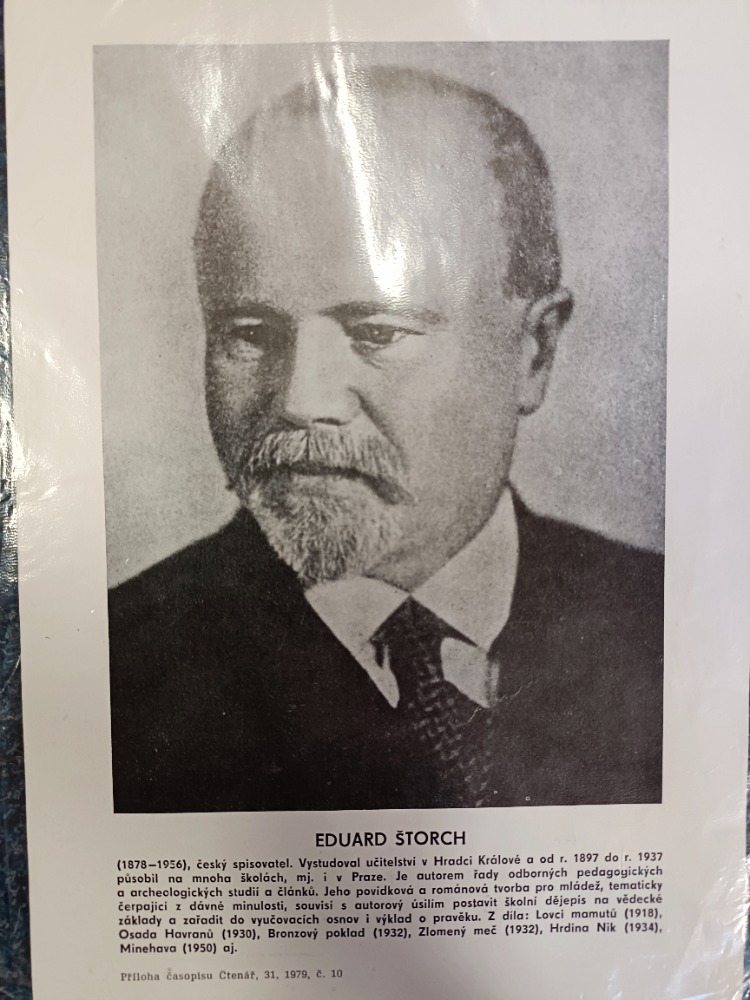 EDUARD ŠTORCH
(1878—1956), český spisovatel. Vystudoval učitelství v Hradci Králové a od r. 1897 do r. 1937
působil na mnoha školách, mj. i v Praze. Je autorem řady odborných pedagogických
a archeologických studií a článků. Jeho povídková a románová tvorba pro mládež, tematicky
čerpající z dávné minulosti, souvisí s autorovým úsilím postavit školní dějepis na vědecké
základy a zařadit do vyučovacích osnov i výklad o pravěku. Z díla: Lovci mamutů (1918),
Osada Havranů (1930), Bronzový poklad (1932), Zlomený meč (1932), Hrdina Nik (1934),
Minehava (1950) aj.
Příloha časopisu Čtenář, 31, 1979, č. 10